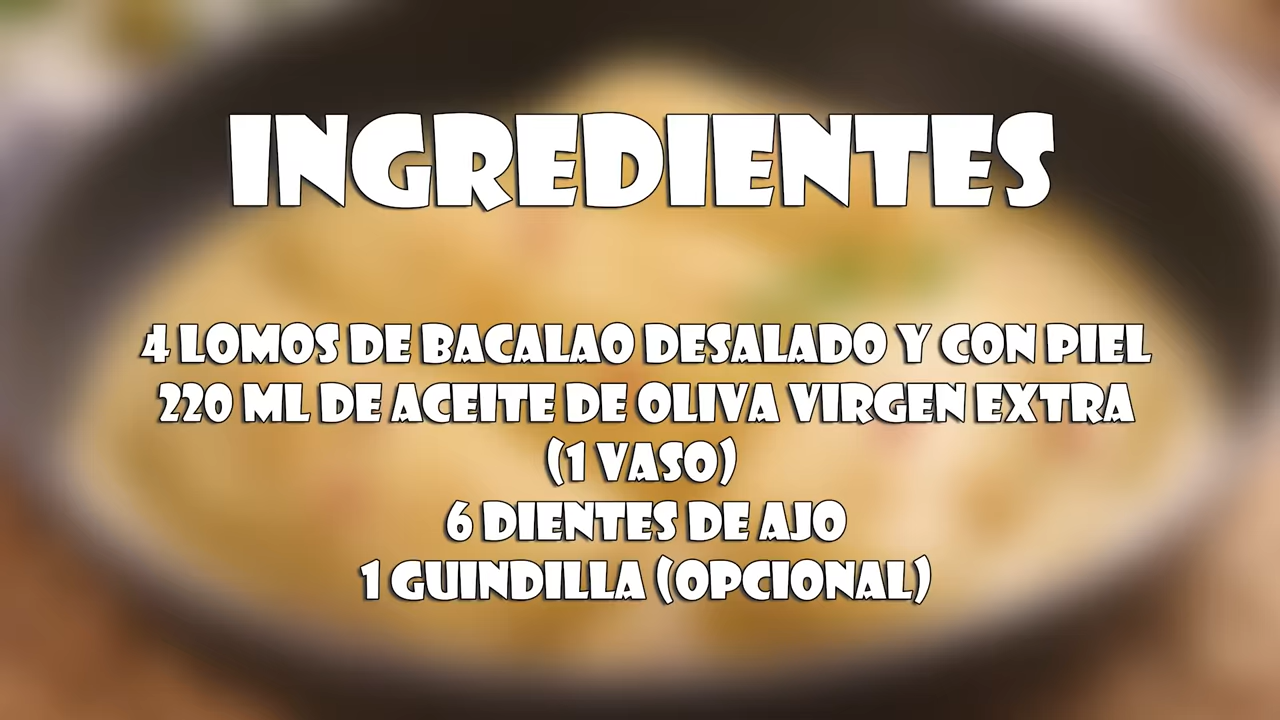 INGREDIENTES
4 LOMOS DE BACALAO DESALADO Y CON PIEL
220 ML DE ACEITE DE OLIVA VIRGEN EXTRA
(1 VASO)
6 DIENTES DE AJO
1 GUINDILLA (OPCIONAL)